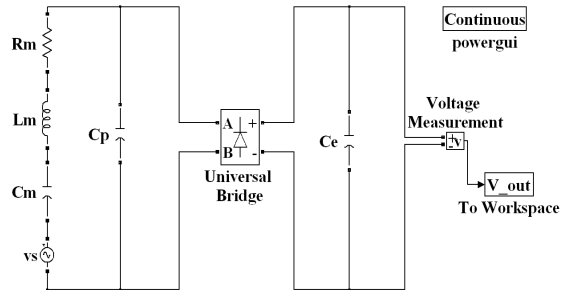 Continuous
powergui
Rm
Lm
Cm
vs
Cp
A +
B -
Universal
Bridge
Ce
Voltage
Measurement
+
-v
V_out
To Workspace